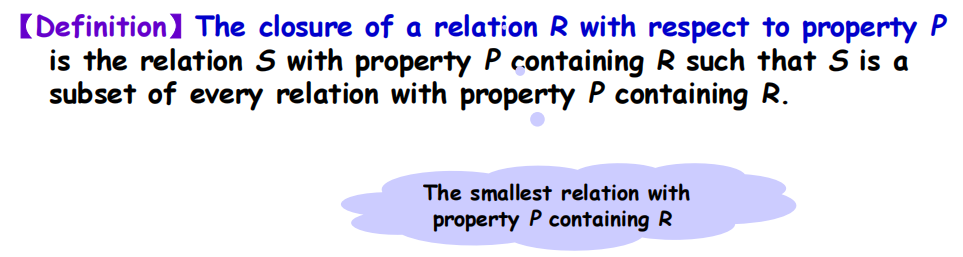 【Definition】The closure of a relation R with respect to property P
is the relation S with property P containing R such that S is a
subset of every relation with property P containing R.
The smallest relation with
property P containing R